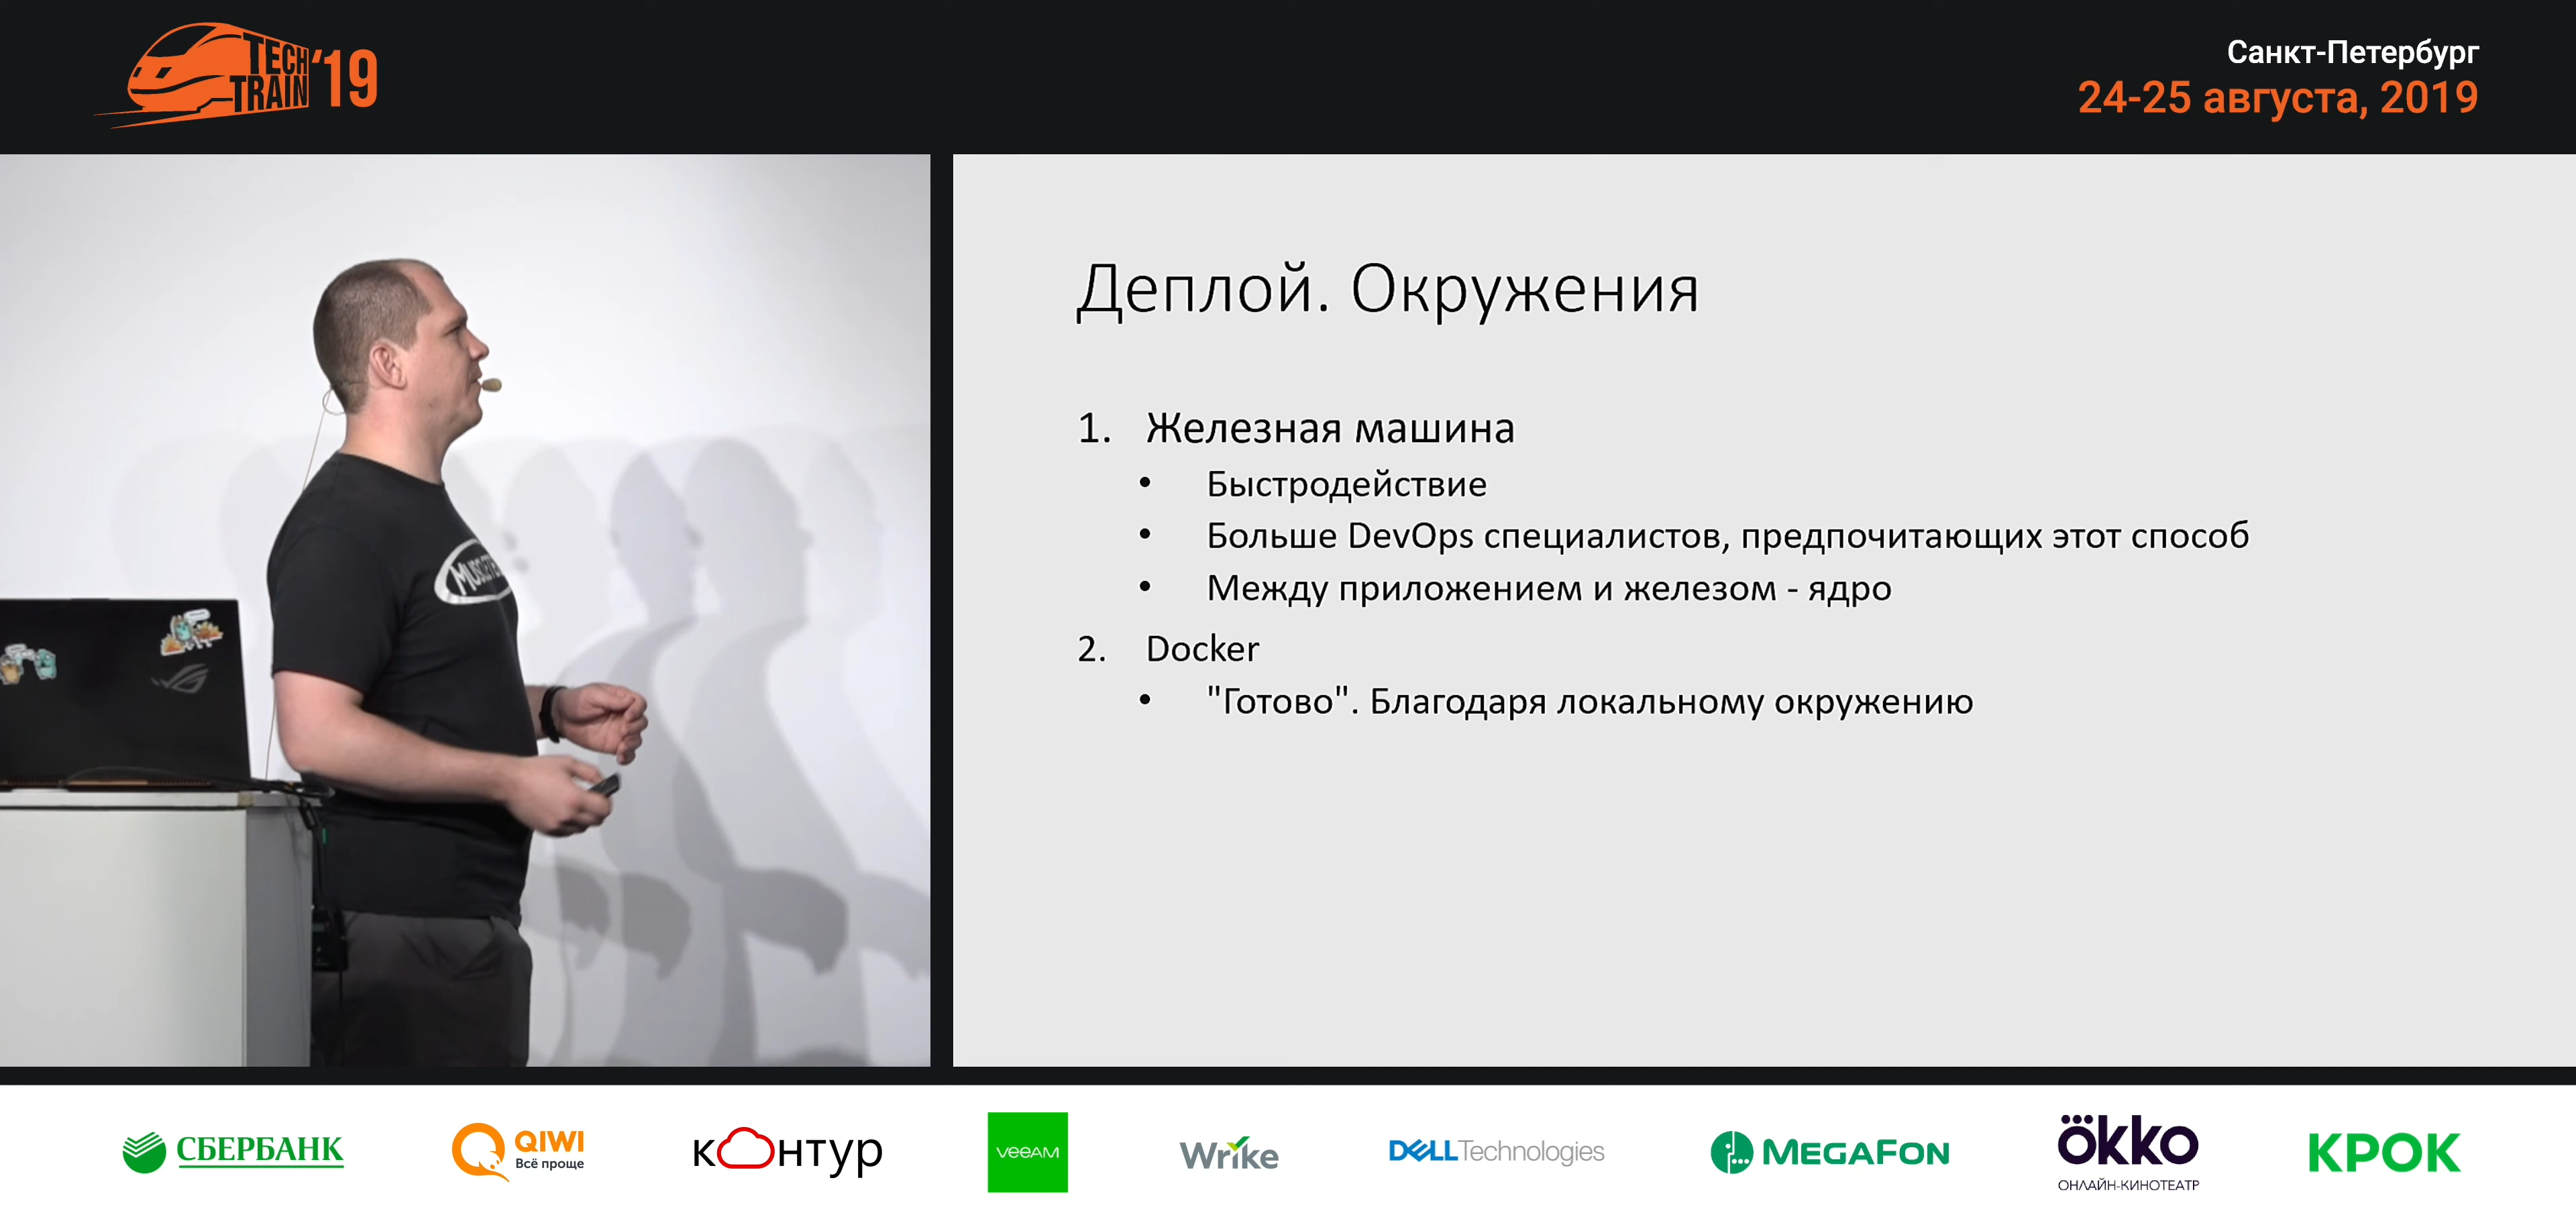 TECH
TRAIN'19
Санкт-Петербург
24-25 августа, 2019
Деплой. Окружения
1. Железная машина
• Быстродействие
• Больше DevOps специалистов, предпочитающих этот способ
• Между приложением и железом - ядро
2. Docker
• "Готово". Благодаря локальному окружению
СБЕРБАНК
QIWI
Всё проще
контур
veeam
Wrike
DELL Technologies
MEGAFON
ökko
ОНЛАЙН-КИНОТЕАТР
КРОК